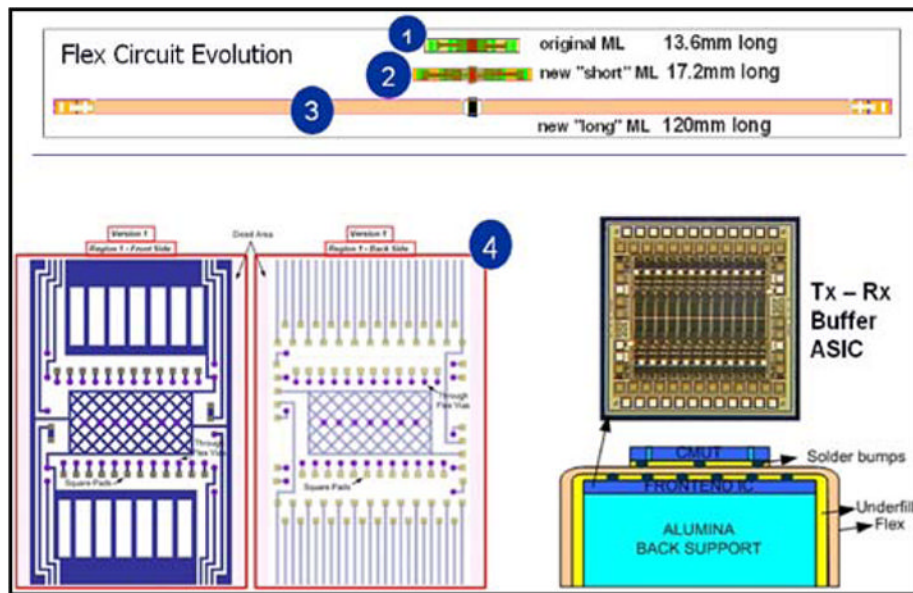 Flex Circuit Evolution
1
original ML 13.6mm long
2
new "short" ML 17.2mm long
3
new "long" ML 120mm long
Version 1
Region 1 - Front Side
Dead Area
Version 1
Region 1 - Back Side
4
Through
Flex Vias
Square Pads
Through
Flex Vias
Square Pads
Tx – Rx
Buffer
ASIC
CMUT
Solder bumps
FRONTEND IC
Underfill
Flex
ALUMINA
BACK SUPPORT